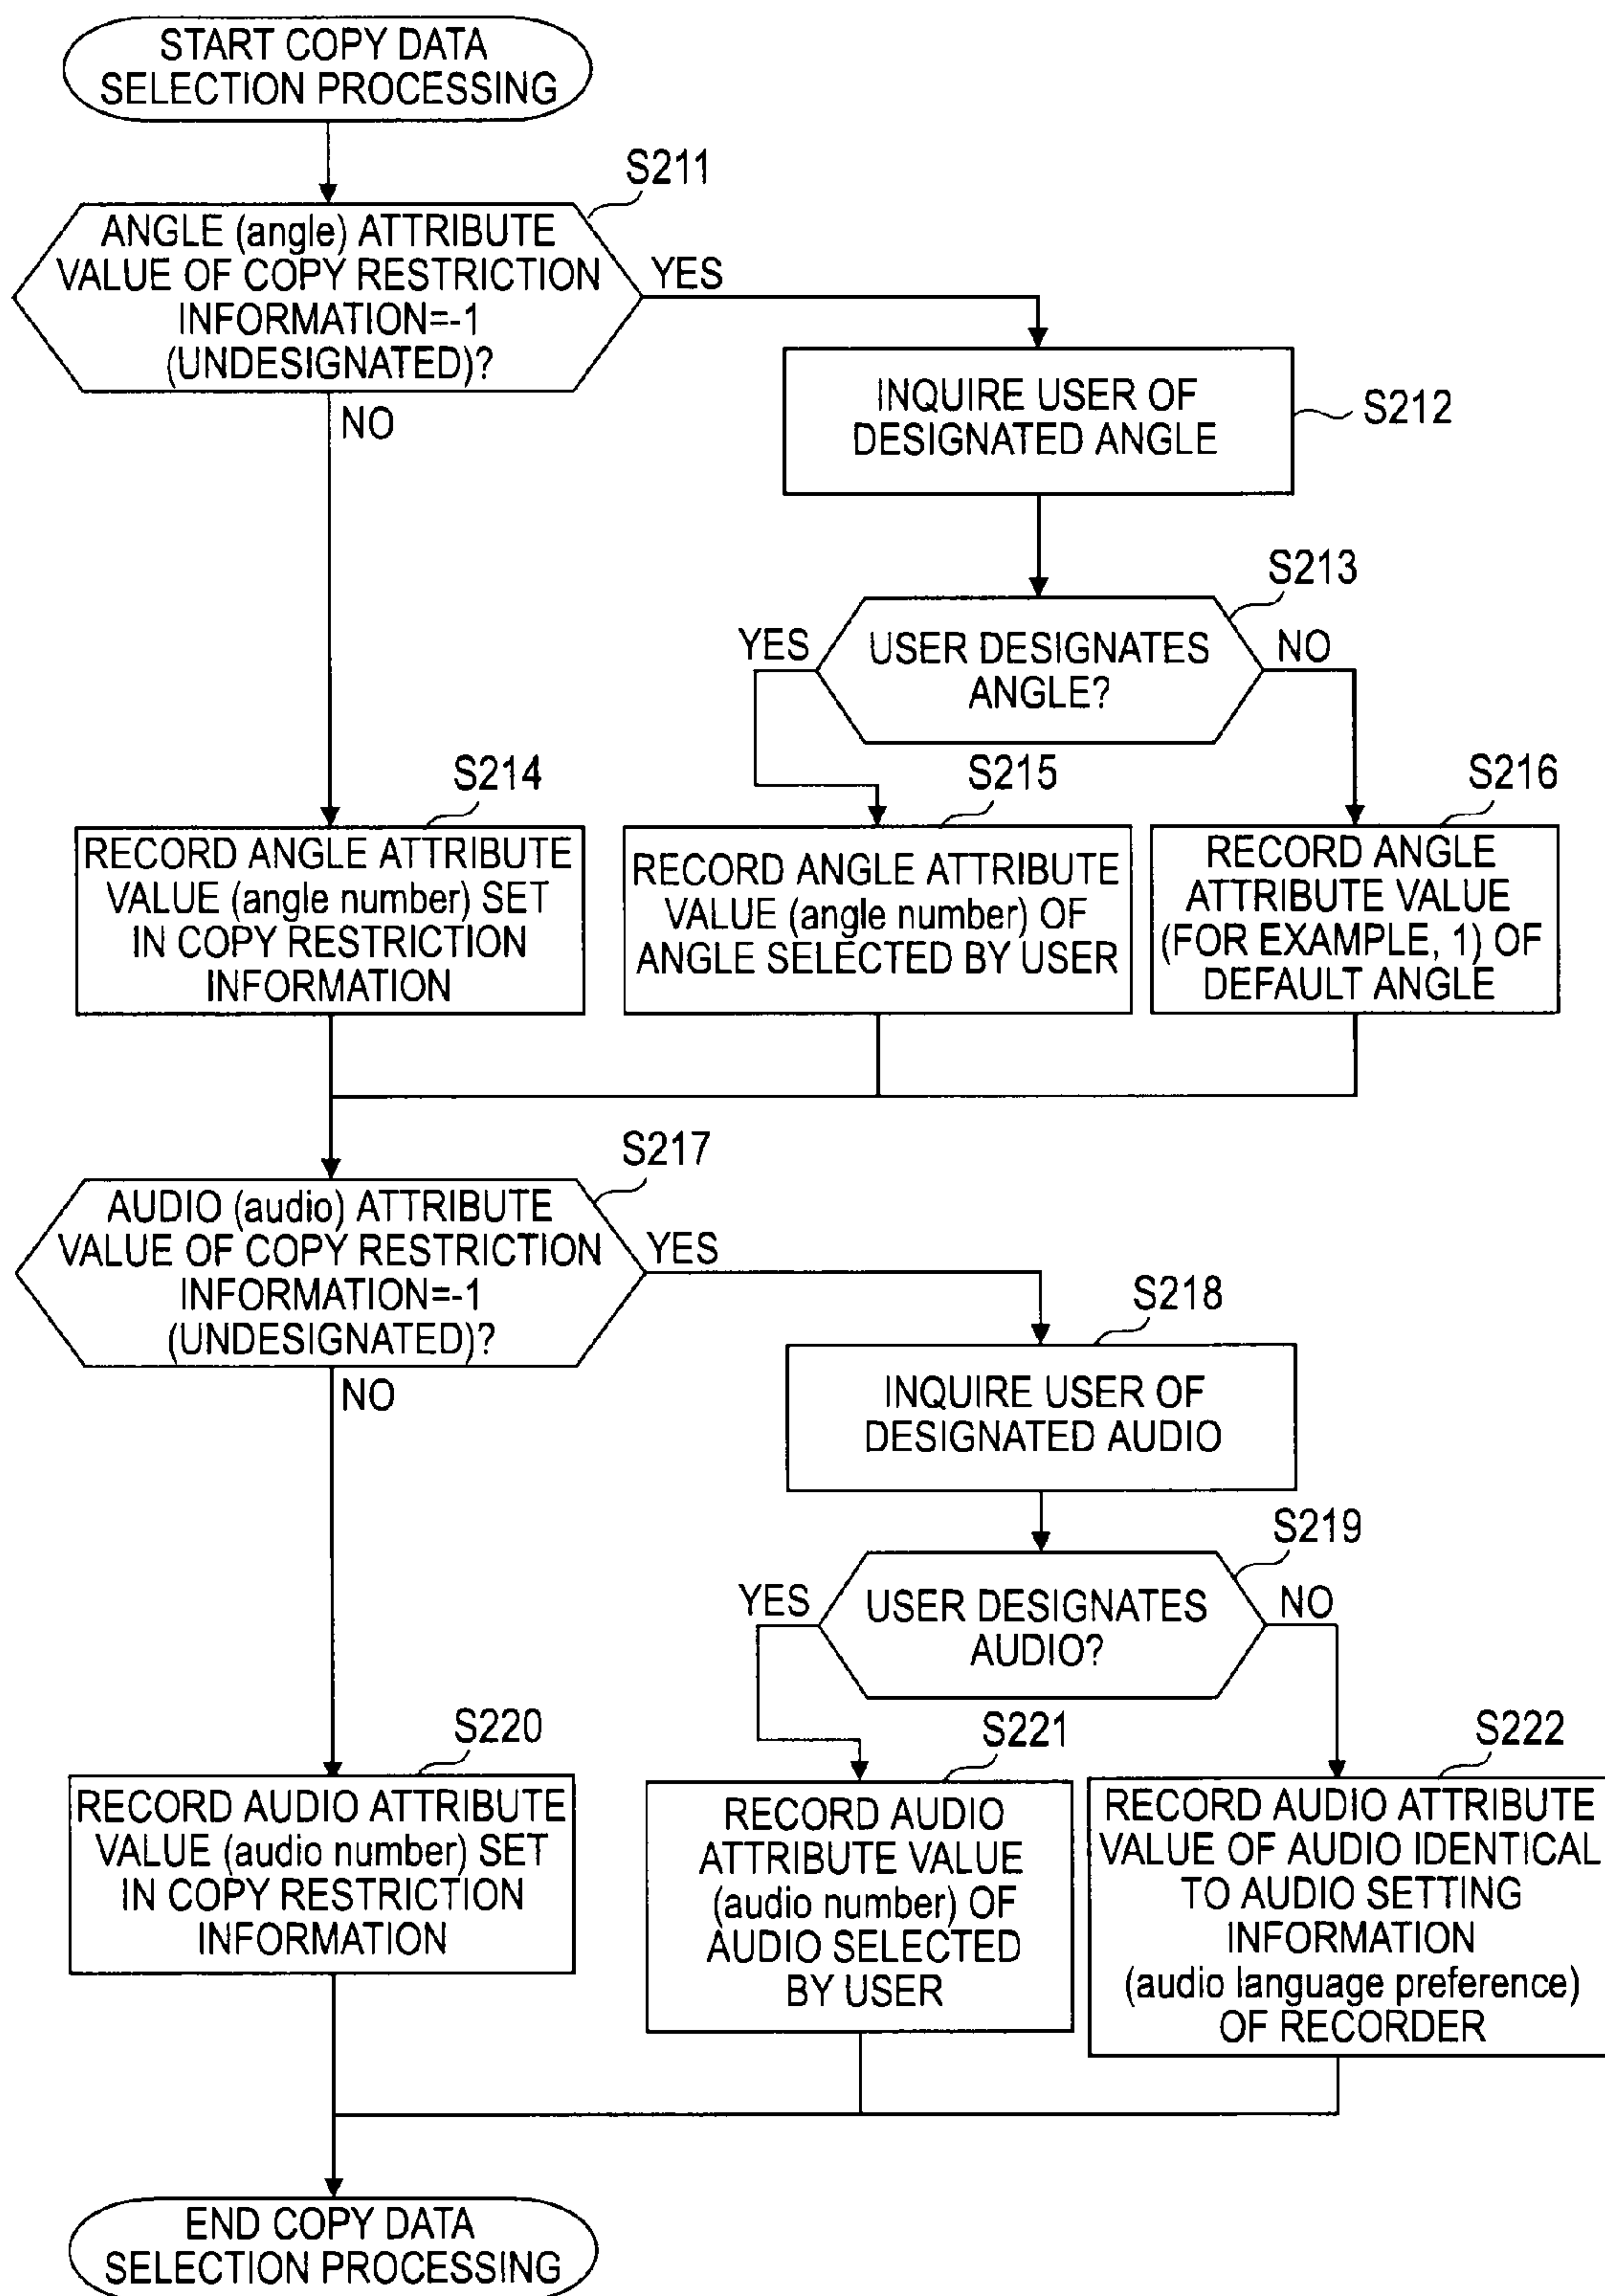 START COPY DATA
SELECTION PROCESSING
S211
ANGLE (angle) ATTRIBUTE
VALUE OF COPY RESTRICTION
INFORMATION=-1
(UNDESIGNATED)?
YES
NO
INQUIRE USER OF
DESIGNATED ANGLE
S212
S213
YES
USER DESIGNATES
ANGLE?
NO
S214
RECORD ANGLE ATTRIBUTE
VALUE (angle number) SET
IN COPY RESTRICTION
INFORMATION
S215
RECORD ANGLE ATTRIBUTE
VALUE (angle number) OF
ANGLE SELECTED BY USER
S216
RECORD ANGLE
ATTRIBUTE VALUE
(FOR EXAMPLE, 1) OF
DEFAULT ANGLE
S217
AUDIO (audio) ATTRIBUTE
VALUE OF COPY RESTRICTION
INFORMATION=-1
(UNDESIGNATED)?
YES
NO
S218
INQUIRE USER OF
DESIGNATED AUDIO
S219
YES
USER DESIGNATES
AUDIO?
NO
S220
RECORD AUDIO ATTRIBUTE
VALUE (audio number) SET
IN COPY RESTRICTION
INFORMATION
S221
RECORD AUDIO
ATTRIBUTE VALUE
(audio number) OF
AUDIO SELECTED
BY USER
S222
RECORD AUDIO ATTRIBUTE
VALUE OF AUDIO IDENTICAL
TO AUDIO SETTING
INFORMATION
(audio language preference)
OF RECORDER
END COPY DATA
SELECTION PROCESSING